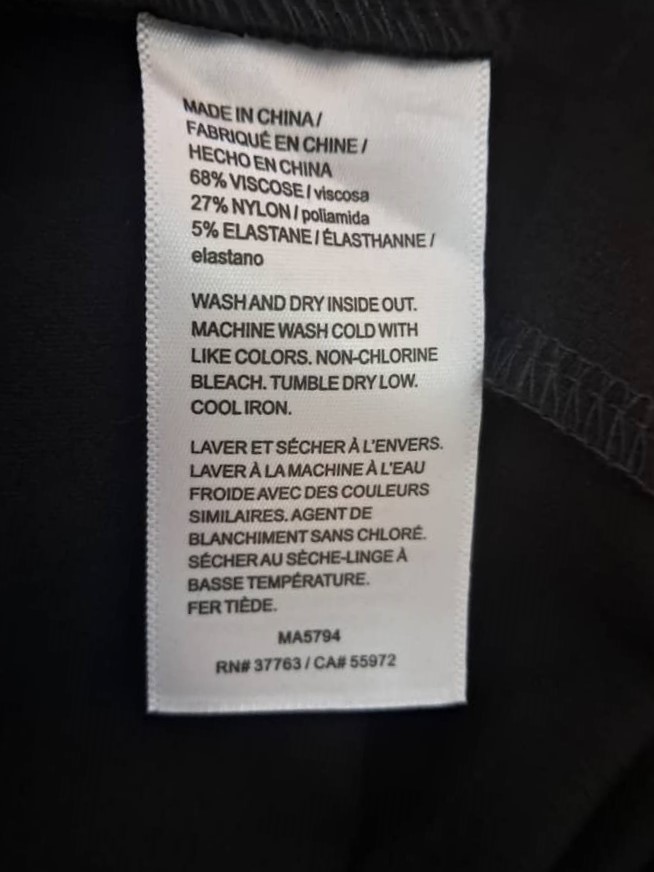 MADE IN CHINA/
FABRIQUÉ EN CHINE /
HECHO EN CHINA
68% VISCOSE / viscosa
27% NYLON / poliamida
5% ELASTANE / ÉLASTHANNE /
elastano
WASH AND DRY INSIDE OUT.
MACHINE WASH COLD WITH
LIKE COLORS. NON-CHLORINE
BLEACH. TUMBLE DRY LOW.
COOL IRON.
LAVER ET SÉCHER À L'ENVERS.
LAVER À LA MACHINE À L'EAU
FROIDE AVEC DES COULEURS
SIMILAIRES. AGENT DE
BLANCHIMENT SANS CHLORÉ.
SÉCHER AU SÈCHE-LINGE À
BASSE TEMPÉRATURE.
FER TIÈDE.
MA5794
RN# 37763 / CA# 55972